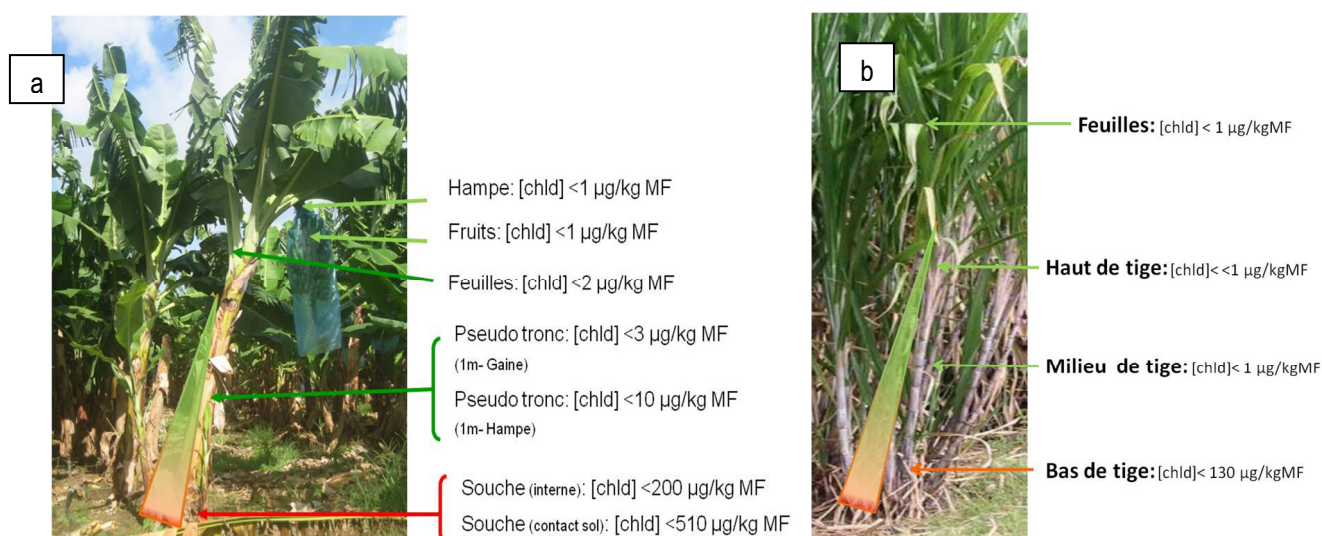 a
Hampe: [chld] <1 µg/kg MF
Fruits: [chld] <1 µg/kg MF
Feuilles: [chld] <2 µg/kg MF
Pseudo tronc: [chld] <3 µg/kg MF
(1m- Gaine)
Pseudo tronc: [chld] <10 µg/kg MF
(1m- Hampe)
Souche (interne): [chld] <200 µg/kg MF
Souche (contact sol): [chld] <510 µg/kg MF
b
Feuilles: [chld] < 1 µg/kgMF
Haut de tige: [chld]< <1 µg/kgMF
Milieu de tige: [chld]< 1 µg/kgMF
Bas de tige: [chld]< 130 µg/kgMF